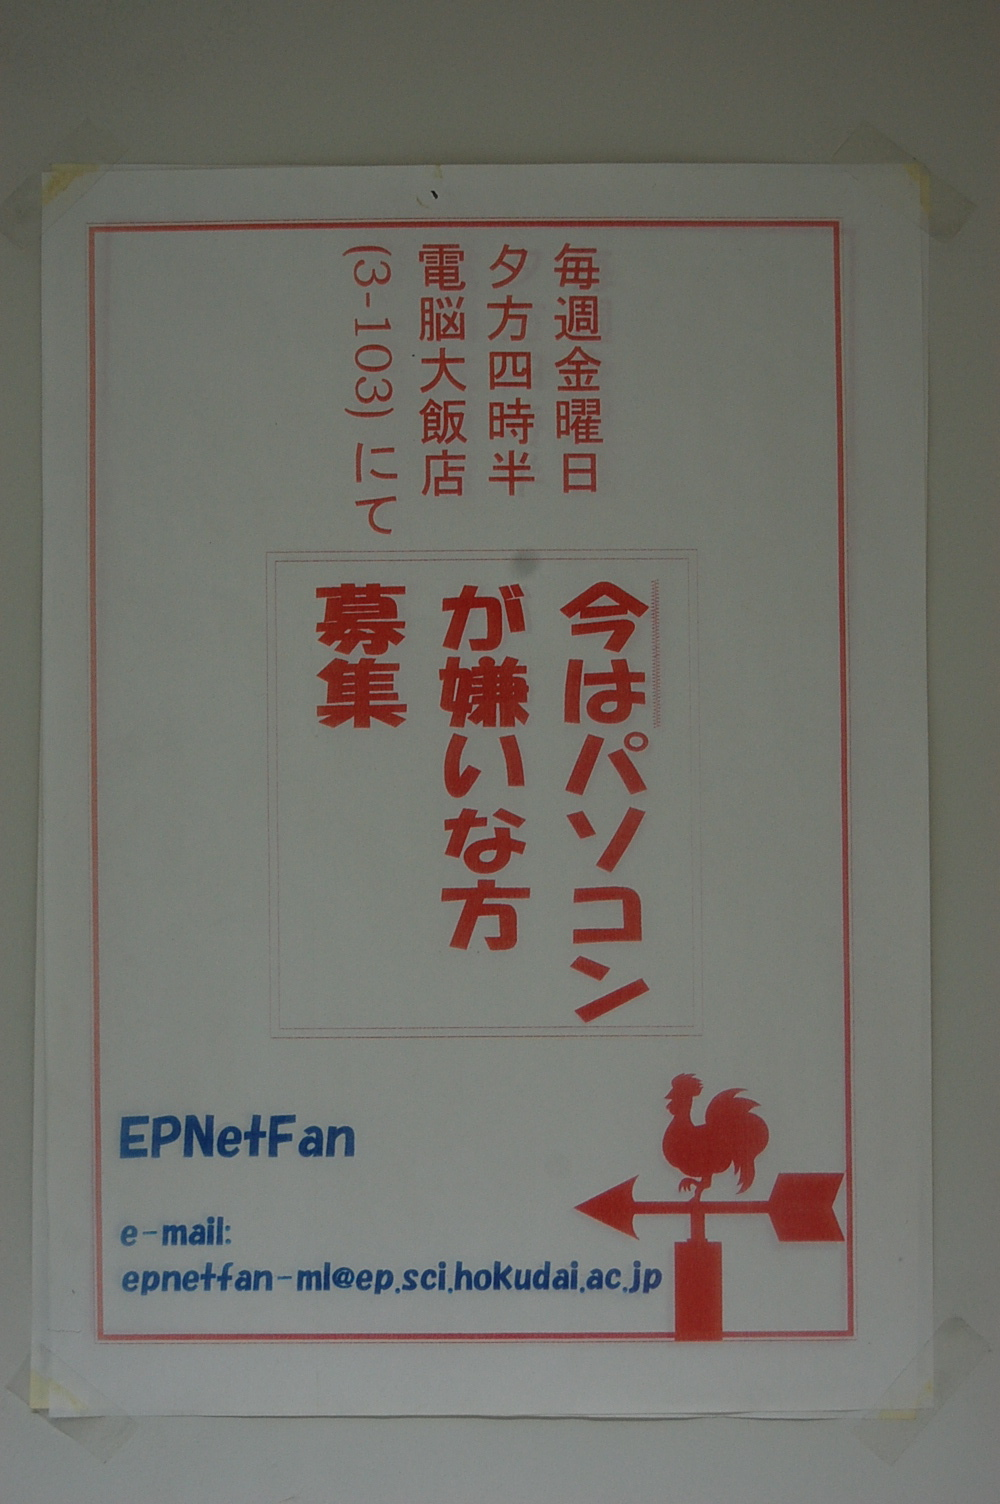 毎週金曜日
夕方四時半
電脳大飯店
(3-103)にて
今はパソコン
が嫌いな方
募集
EPNetFan
e-mail:
epnetfan-ml@ep.sci.hokudai.ac.jp